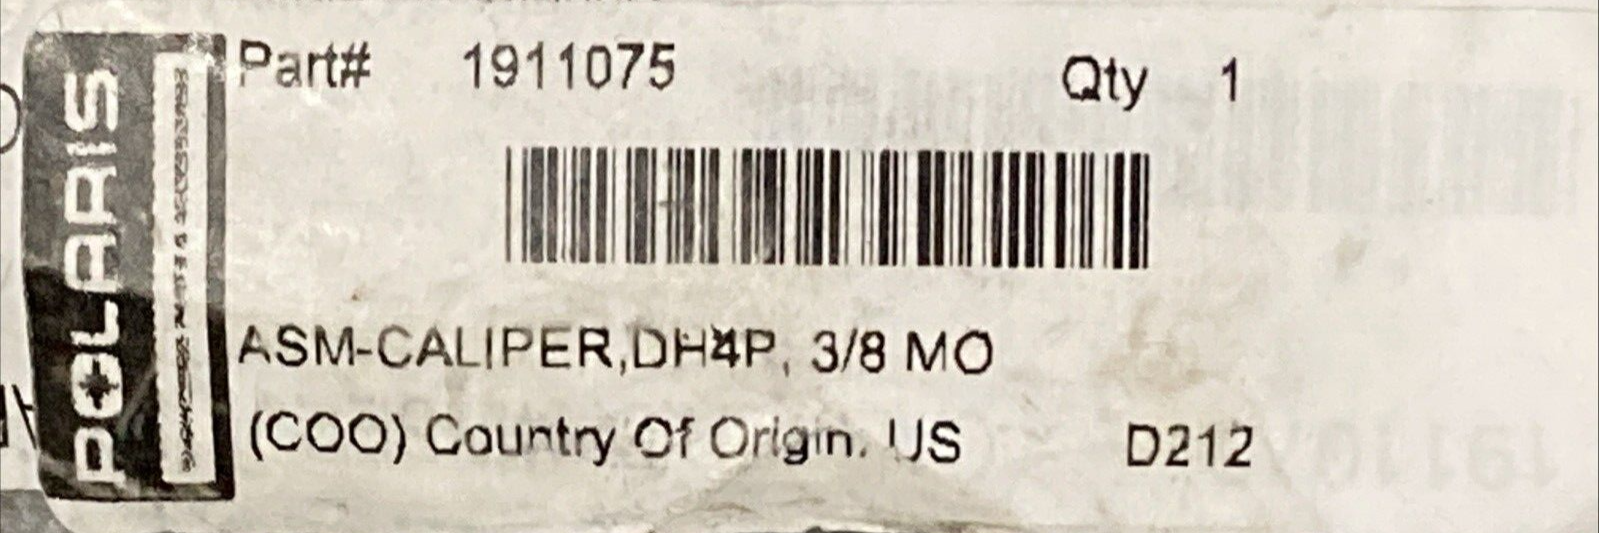 Part# 1911075 Qty 1
POLARIS
ASM-CALIPER,DH4P, 3/8 MO
(COO) Country Of Origin. US D212